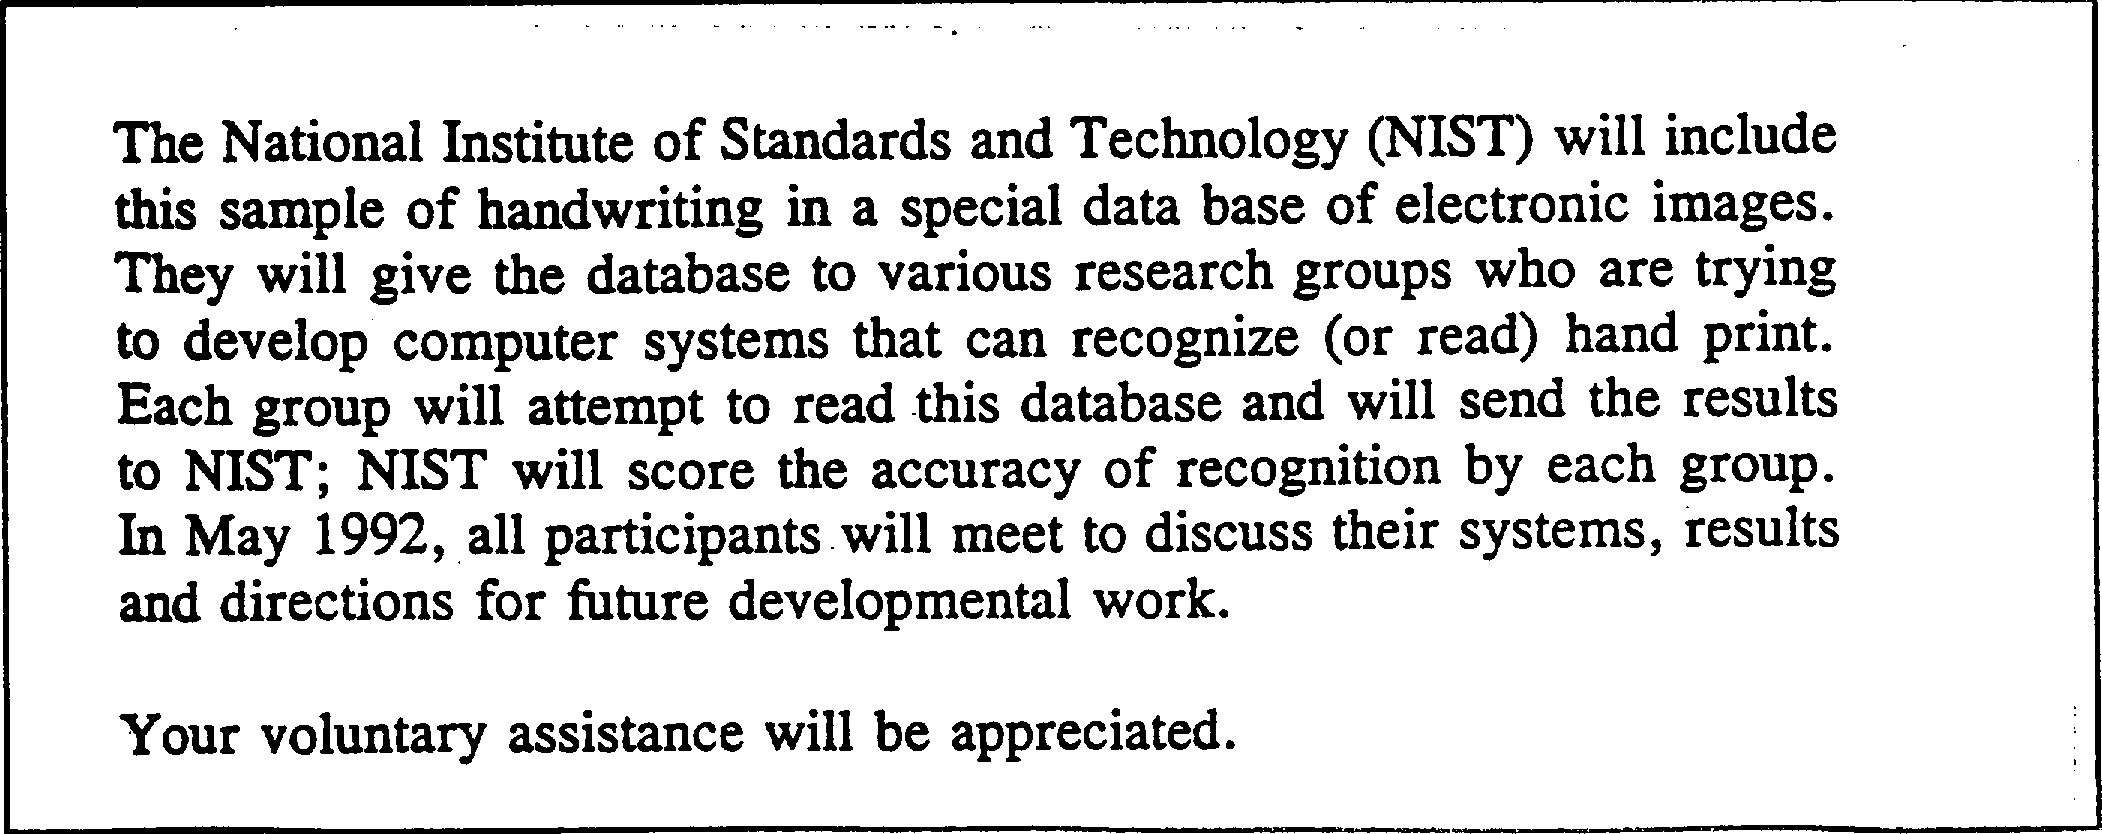 The National Institute of Standards and Technology (NIST) will include
this sample of handwriting in a special data base of electronic images.
They will give the database to various research groups who are trying
to develop computer systems that can recognize (or read) hand print.
Each group will attempt to read this database and will send the results
to NIST; NIST will score the accuracy of recognition by each group.
In May 1992, all participants will meet to discuss their systems, results
and directions for future developmental work.
Your voluntary assistance will be appreciated.